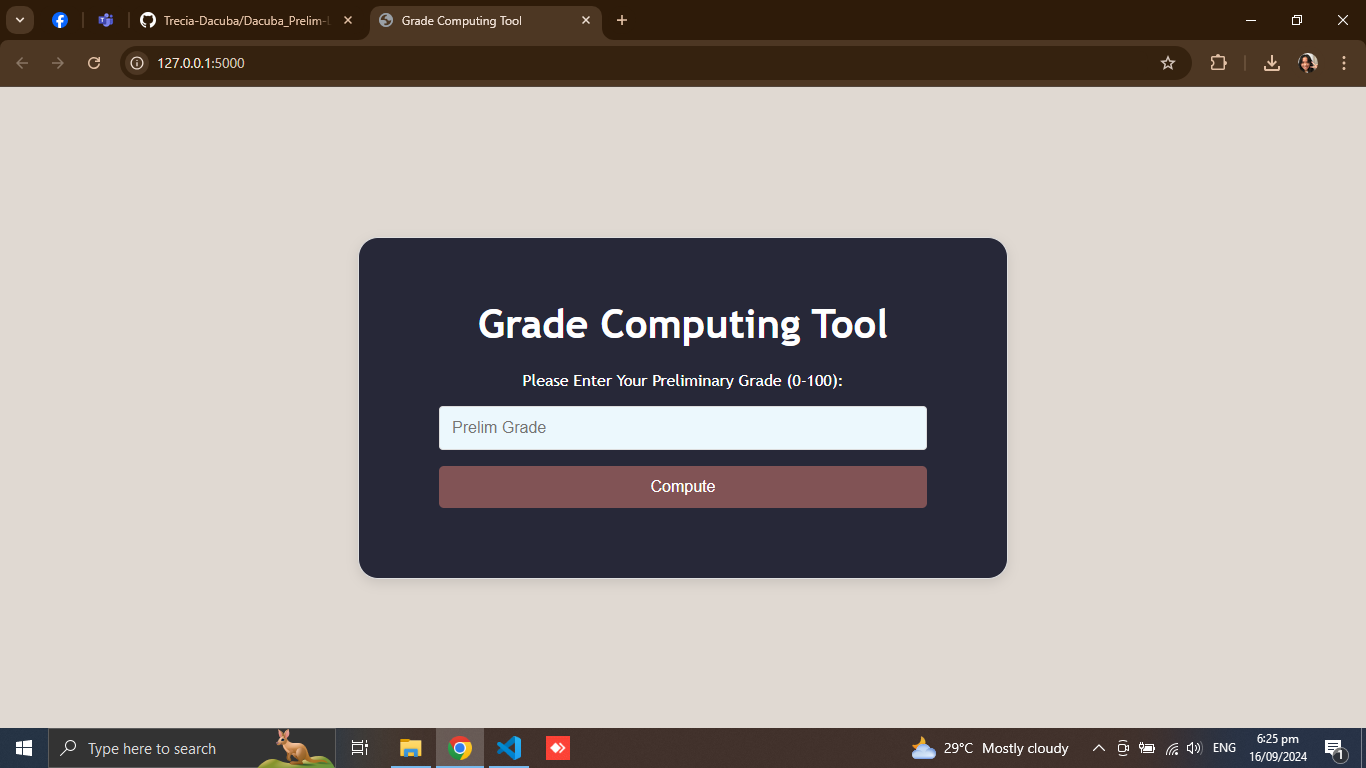 Trecia-Dacuba/Dacuba_Prelim-L
Grade Computing Tool
127.0.0.1:5000
Grade Computing Tool
Please Enter Your Preliminary Grade (0-100):
Prelim Grade
Compute
Type here to search
29°C Mostly cloudy
ENG
6:25 pm
16/09/2024
1